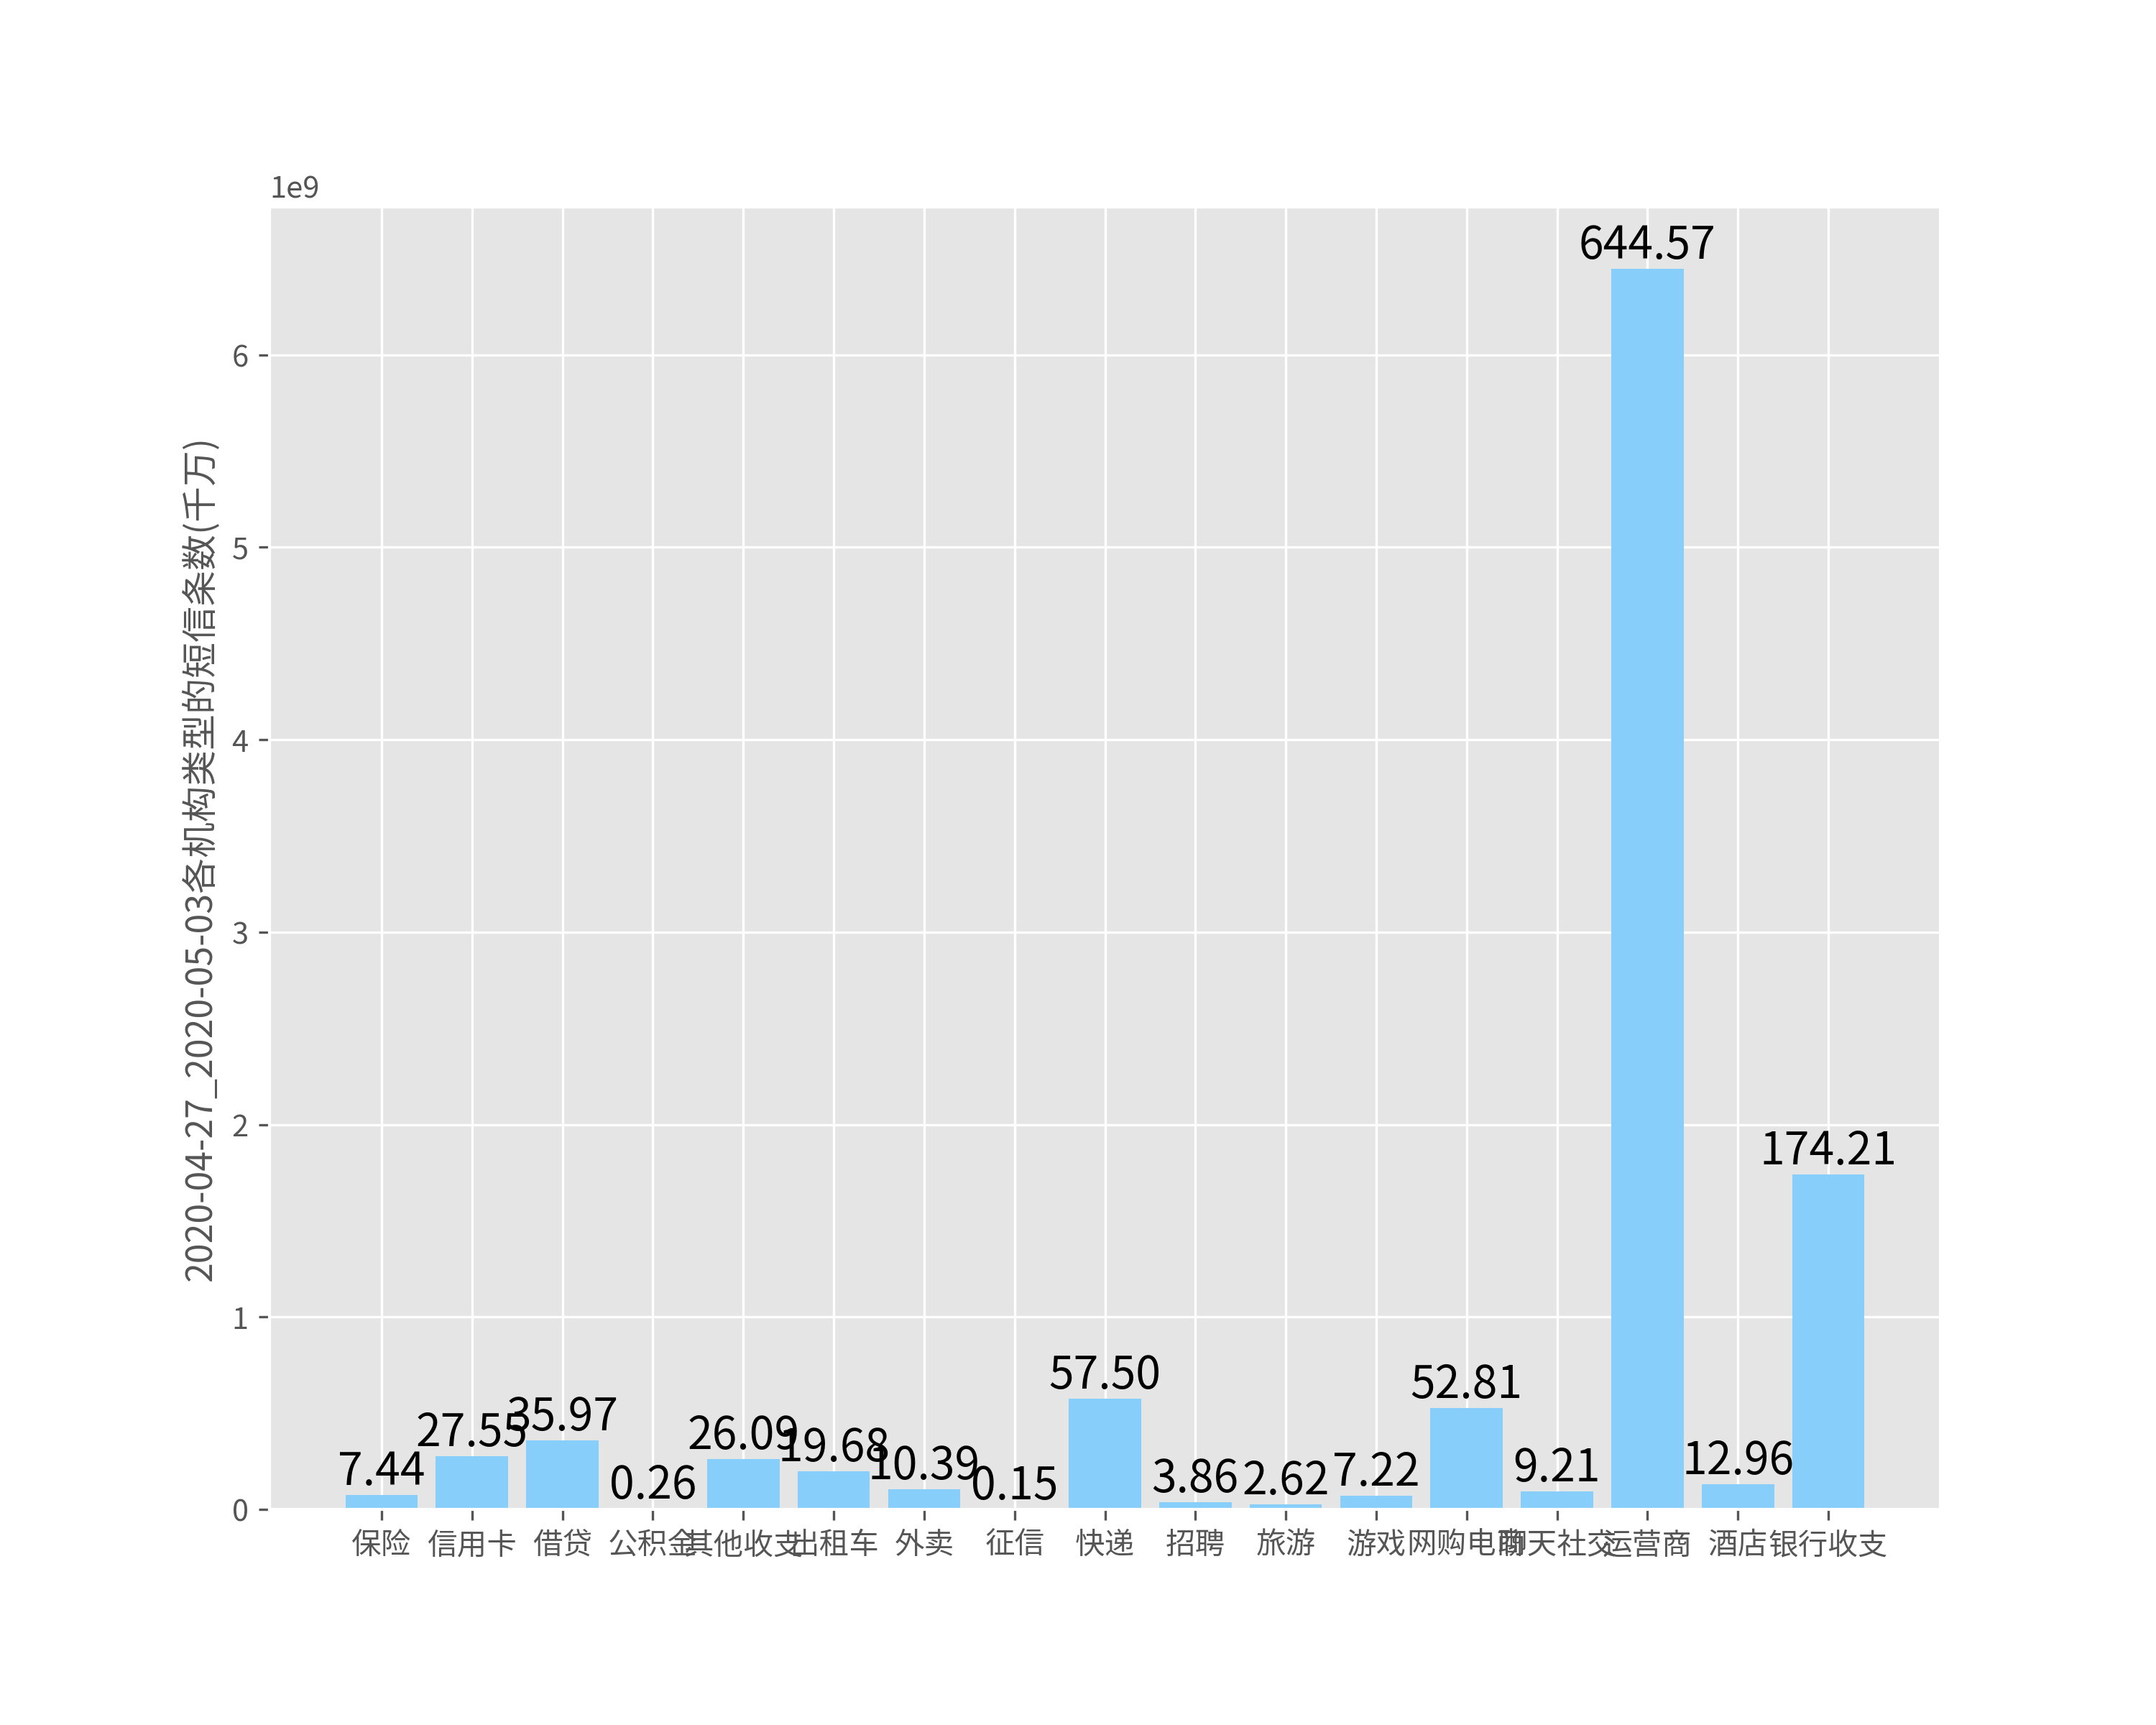 1e9
6
5
4
3
2
1
0
2020-04-27_2020-05-03各机构类型的短信条数(千万)
7.44
27.55
35.97
0.26
26.09
19.68
10.39
0.15
57.50
3.86
2.62
7.22
52.81
9.21
644.57
12.96
174.21
保险
信用卡
借贷
公积金
其他收支
出租车
外卖
征信
快递
招聘
旅游
游戏
网购电商
聊天社交
运营商
酒店
银行收支